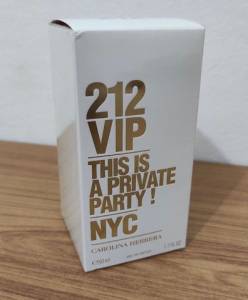 212
VIP
THIS IS
A PRIVATE
PARTY !
NYC
CAROLINA HERRERA